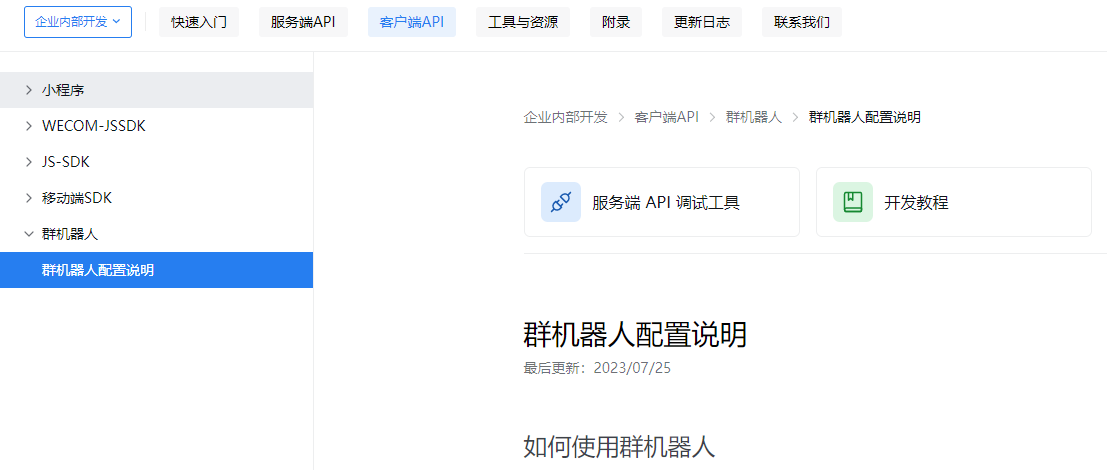 企业内部开发 快速入门 服务端API 客户端API 工具与资源 附录 更新日志 联系我们
小程序
WECOM-JSSDK
JS-SDK
移动端SDK
群机器人
群机器人配置说明
企业内部开发 客户端API 群机器人 群机器人配置说明
服务端 API 调试工具 开发教程
群机器人配置说明
最后更新：2023/07/25
如何使用群机器人